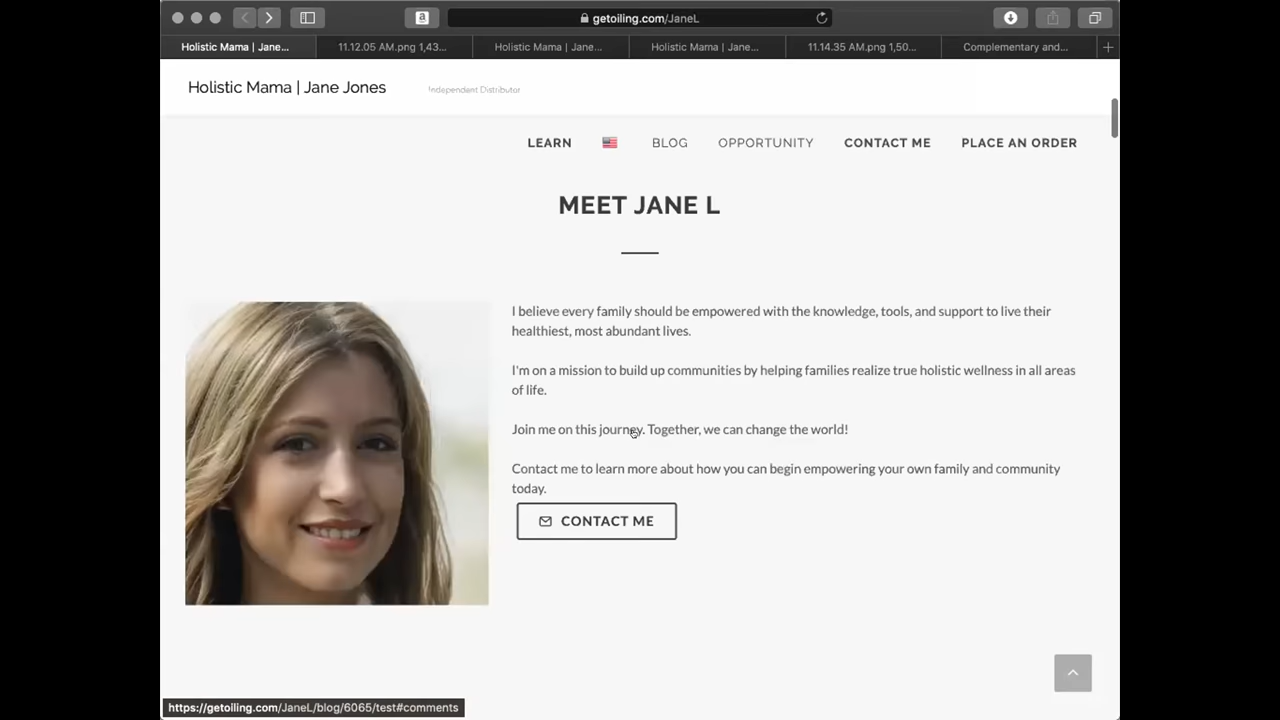 getoiling.com/JaneL
Holistic Mama | Jane...
11.12.05 AM.png 1,43...
Holistic Mama | Jane...
Holistic Mama | Jane...
11.14.35 AM.png 1,50...
Complementary and...
Holistic Mama | Jane Jones
Independent Distributor
LEARN
BLOG
OPPORTUNITY
CONTACT ME
PLACE AN ORDER
MEET JANE L
I believe every family should be empowered with the knowledge, tools, and support to live their
healthiest, most abundant lives.
I'm on a mission to build up communities by helping families realize true holistic wellness in all areas
of life.
Join me on this journey. Together, we can change the world!
Contact me to learn more about how you can begin empowering your own family and community
today.
CONTACT ME
https://getoiling.com/JaneL/blog/6065/test#comments